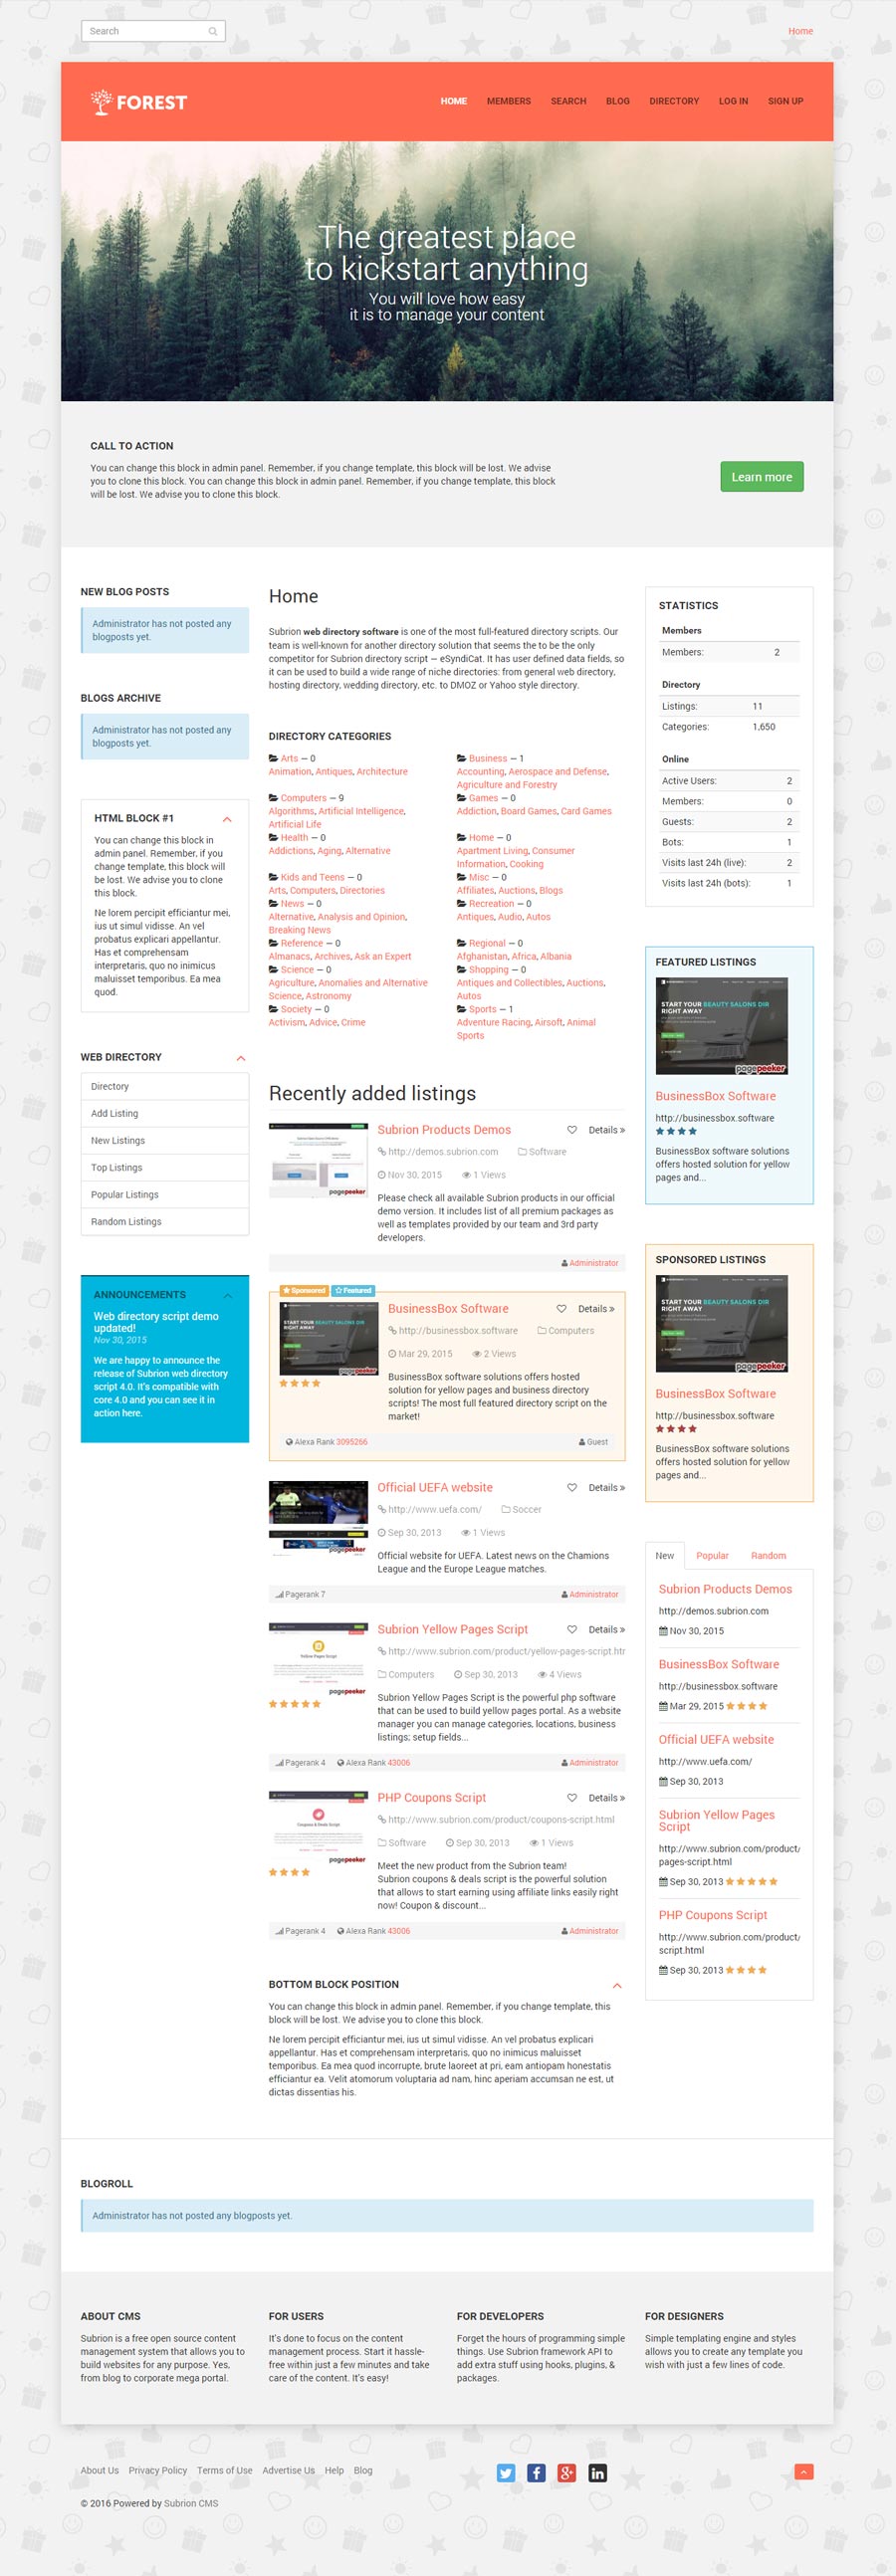 Search
Home
FOREST
HOME MEMBERS SEARCH BLOG DIRECTORY LOG IN SIGN UP
The greatest place
to kickstart anything
You will love how easy
it is to manage your content
CALL TO ACTION
You can change this block in admin panel. Remember, if you change template, this block will be lost. We advise
you to clone this block. You can change this block in admin panel. Remember, if you change template, this block
will be lost. We advise you to clone this block.
Learn more
NEW BLOG POSTS
Administrator has not posted any
blogposts yet.
BLOGS ARCHIVE
Administrator has not posted any
blogposts yet.
HTML BLOCK #1
You can change this block in
admin panel. Remember, if you
change template, this block will
be lost. We advise you to clone
this block.
Ne lorem percipit efficiantur mei,
ius ut simul vidisse. An vel
probatus explicari appellantur.
Has et comprehensam
interpretaris, quo no inimicus
maluisset temporibus. Ea mea
quod.
WEB DIRECTORY
Directory
Add Listing
New Listings
Top Listings
Popular Listings
Random Listings
ANNOUNCEMENTS
Web directory script demo
updated!
Nov 30, 2015
We are happy to announce the
release of Subrion web directory
script 4.0. It's compatible with
core 4.0 and you can see it in
action here.
Home
Subrion web directory software is one of the most full-featured directory scripts. Our
team is well-known for another directory solution that seems the to be the only
competitor for Subrion directory script — eSyndiCat. It has user defined data fields, so
it can be used to build a wide range of niche directories: from general web directory,
hosting directory, wedding directory, etc. to DMOZ or Yahoo style directory.
DIRECTORY CATEGORIES
Arts — 0
Animation, Antiques, Architecture
Business — 1
Accounting, Aerospace and Defense,
Agriculture and Forestry
Computers — 9
Algorithms, Artificial Intelligence,
Artificial Life
Games — 0
Addiction, Board Games, Card Games
Health — 0
Addictions, Aging, Alternative
Home — 0
Apartment Living, Consumer
Information, Cooking
Kids and Teens — 0
Arts, Computers, Directories
Misc — 0
Affiliates, Auctions, Blogs
News — 0
Alternative, Analysis and Opinion,
Breaking News
Recreation — 0
Antiques, Audio, Autos
Reference — 0
Almanacs, Archives, Ask an Expert
Regional — 0
Afghanistan, Africa, Albania
Science — 0
Agriculture, Anomalies and Alternative
Science, Astronomy
Shopping — 0
Antiques and Collectibles, Auctions,
Autos
Society — 0
Activism, Advice, Crime
Sports — 1
Adventure Racing, Airsoft, Animal
Sports
Recently added listings
pagepeeker
Subrion Products Demos Details »
http://demos.subrion.com Software
Nov 30, 2015 1 Views
Please check all available Subrion products in our official
demo version. It includes list of all premium packages as
well as templates provided by our team and 3rd party
developers.
Administrator
Sponsored Featured
START YOUR BEAUTY SALONS DIR
RIGHT AWAY
pagepeeker
BusinessBox Software Details »
http://businessbox.software Computers
Mar 29, 2015 2 Views
BusinessBox software solutions offers hosted
solution for yellow pages and business directory
scripts! The most full featured directory script on the
market!
Alexa Rank 3095266 Guest
pagepeeker
Official UEFA website Details »
http://www.uefa.com/ Soccer
Sep 30, 2013 1 Views
Official website for UEFA. Latest news on the Chamions
League and the Europe League matches.
Pagerank 7 Administrator
Yellow Pages Script
pagepeeker
Subrion Yellow Pages Script Details »
http://www.subrion.com/product/yellow-pages-script.htr
Computers Sep 30, 2013 4 Views
Subrion Yellow Pages Script is the powerful php software
that can be used to build yellow pages portal. As a website
manager you can manage categories, locations, business
listings; setup fields...
Pagerank 4 Alexa Rank 43006 Administrator
Coupons & Deals Script
pagepeeker
PHP Coupons Script Details »
http://www.subrion.com/product/coupons-script.html
Software Sep 30, 2013 1 Views
Meet the new product from the Subrion team!
Subrion coupons & deals script is the powerful solution
that allows to start earning using affiliate links easily right
now! Coupon & discount...
Pagerank 4 Alexa Rank 43006 Administrator
BOTTOM BLOCK POSITION
You can change this block in admin panel. Remember, if you change template, this
block will be lost. We advise you to clone this block.
Ne lorem percipit efficiantur mei, ius ut simul vidisse. An vel probatus explicari
appellantur. Has et comprehensam interpretaris, quo no inimicus maluisset
temporibus. Ea mea quod incorrupte, brute laoreet at pri, eam antiopam honestatis
efficiantur ea. Velit atomorum voluptaria ad nam, hinc aperiam accumsan ne est, ut
dictas dissentias his.
STATISTICS
Members
Members: 2
Directory
Listings: 11
Categories: 1,650
Online
Active Users: 2
Members: 0
Guests: 2
Bots: 1
Visits last 24h (live): 2
Visits last 24h (bots): 1
FEATURED LISTINGS
START YOUR BEAUTY SALONS DIR
RIGHT AWAY
pagepeeker
BusinessBox Software
http://businessbox.software
BusinessBox software solutions
offers hosted solution for yellow
pages and...
SPONSORED LISTINGS
START YOUR BEAUTY SALONS DIR
RIGHT AWAY
pagepeeker
BusinessBox Software
http://businessbox.software
BusinessBox software solutions
offers hosted solution for yellow
pages and...
New Popular Random
Subrion Products Demos
http://demos.subrion.com
Nov 30, 2015
BusinessBox Software
http://businessbox.software
Mar 29, 2015
Official UEFA website
http://www.uefa.com/
Sep 30, 2013
Subrion Yellow Pages
Script
http://www.subrion.com/product/
pages-script.html
Sep 30, 2013
PHP Coupons Script
http://www.subrion.com/product/
script.html
Sep 30, 2013
BLOGROLL
Administrator has not posted any blogposts yet.
ABOUT CMS
Subrion is a free open source content
management system that allows you to
build websites for any purpose. Yes,
from blog to corporate mega portal.
FOR USERS
It's done to focus on the content
management process. Start it hassle-
free within just a few minutes and take
care of the content. It's easy!
FOR DEVELOPERS
Forget the hours of programming simple
things. Use Subrion framework API to
add extra stuff using hooks, plugins, &
packages.
FOR DESIGNERS
Simple templating engine and styles
allows you to create any template you
wish with just a few lines of code.
About Us Privacy Policy Terms of Use Advertise Us Help Blog
© 2016 Powered by Subrion CMS